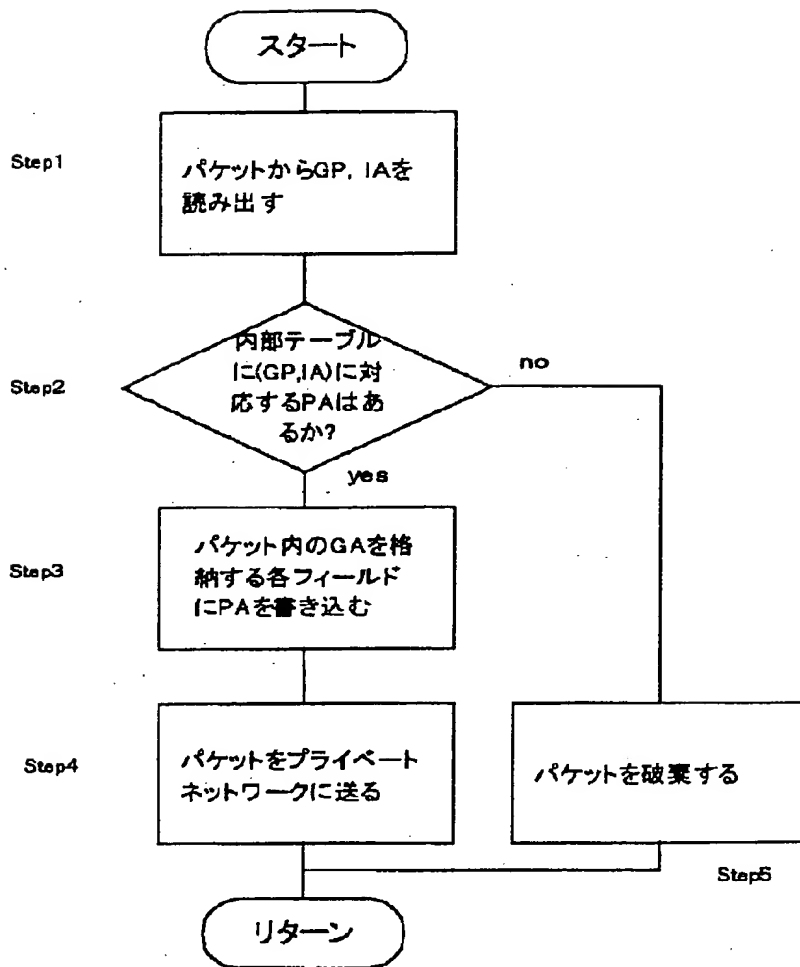 スタート
Step1
パケットからGP, IAを
読み出す
Step2
内部テーブル
に(GP,IA)に対
応するPAはあ
るか?
no
yes
Step3
パケット内のGAを格
納する各フィールド
にPAを書き込む
Step4
パケットをプライベート
ネットワークに送る
パケットを破棄する
Step5
リターン